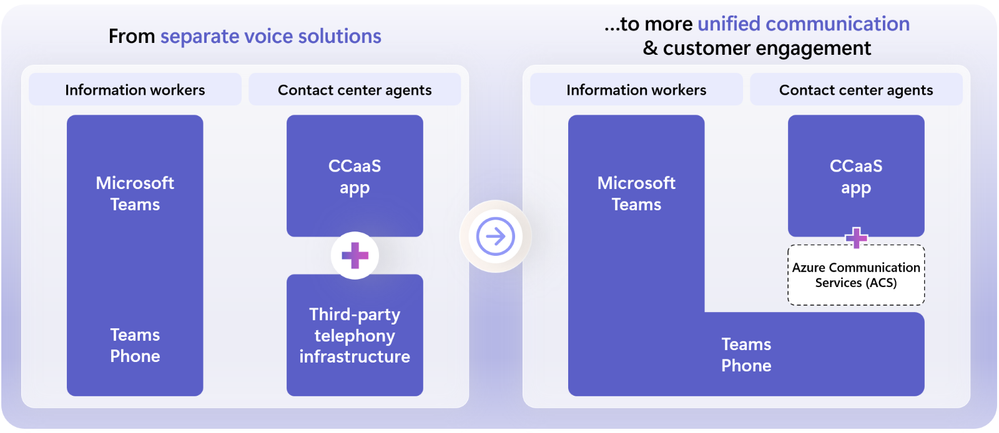 From separate voice solutions
...to more unified communication
& customer engagement
Information workers
Contact center agents
Microsoft
Teams
Teams
Phone
CCaaS
app
Third-party
telephony
infrastructure
Information workers
Contact center agents
Microsoft
Teams
CCaaS
app
Azure Communication
Services (ACS)
Teams
Phone